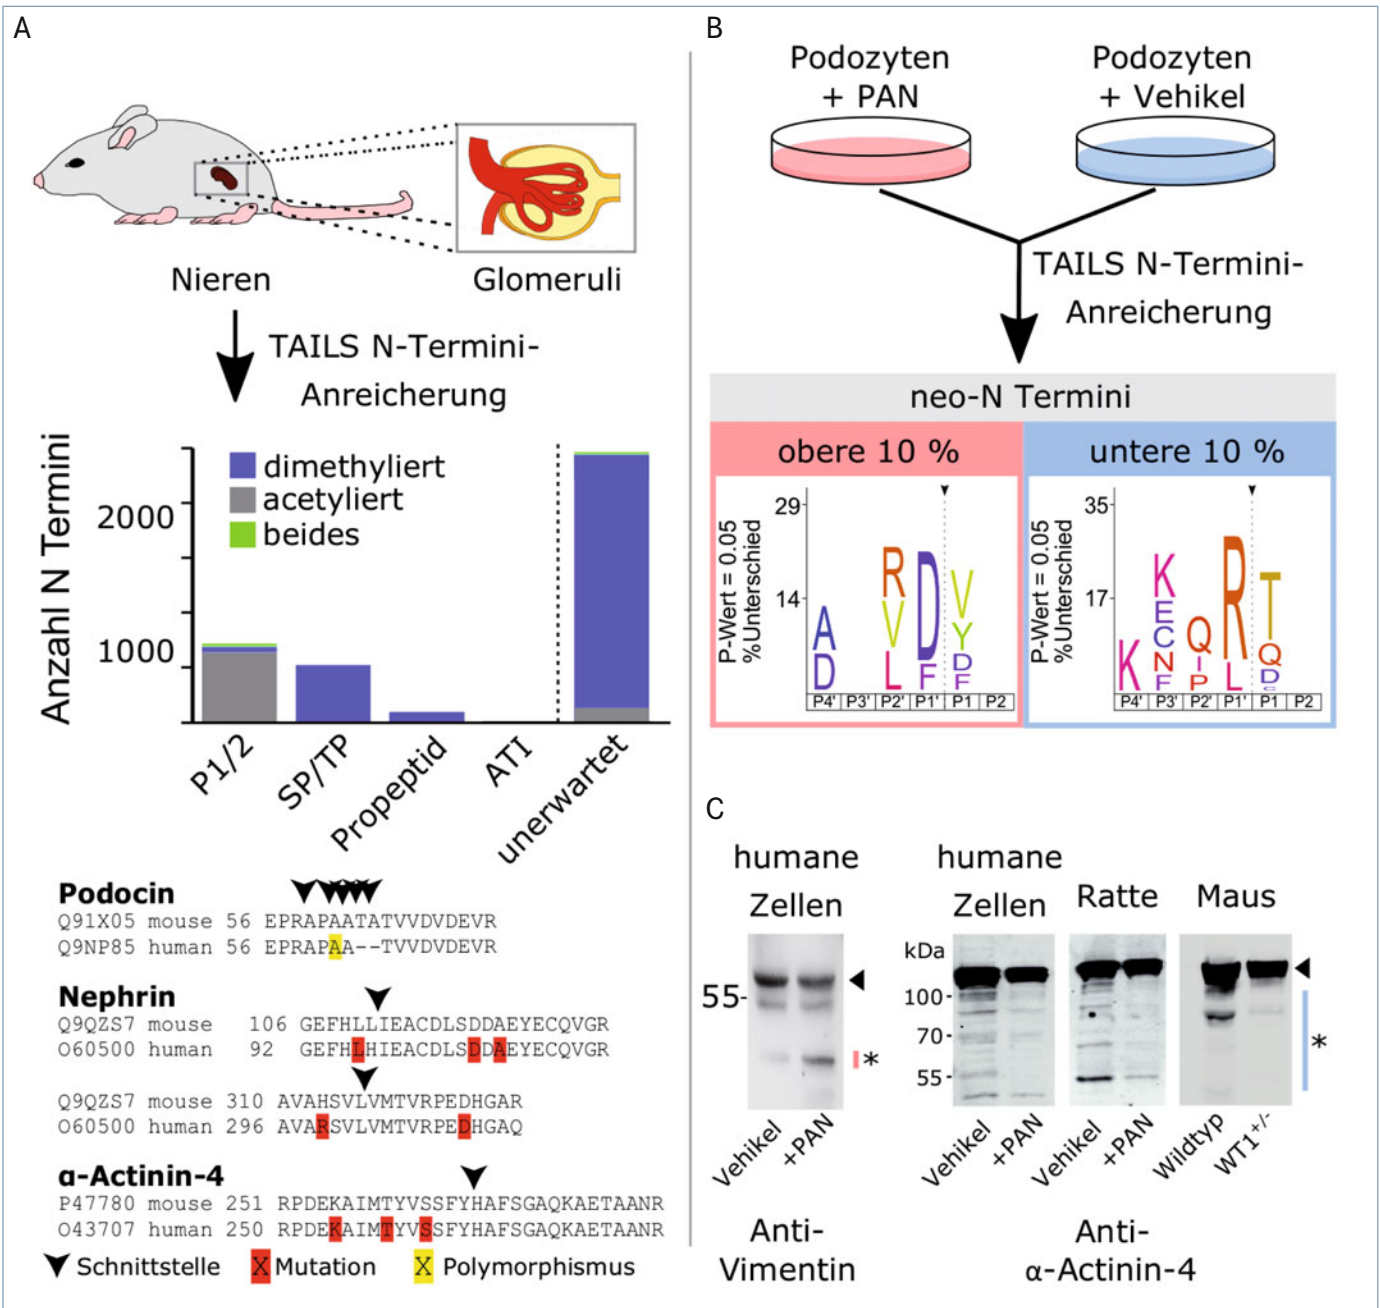 A
Nieren
Glomeruli
TAILS N-Termini-
Anreicherung
Anzahl N Termini
2000
1000
dimethyliert
acetyliert
beides
P1/2
SP/TP
Propeptid
ATI
unerwartet
Podocin
Q91X05 mouse 56 EPRAPAATATVVDVDEVR
Q9NP85 human 56 EPRAPAA--TVVDVDEVR
Nephrin
Q9QZS7 mouse 106 GEFHLLIEACDLSDDAEYECQVGR
O60500 human 92 GEFHLHIEACDLSDDAEYECQVGR
Q9QZS7 mouse 310 AVAHSVLVMTVRPEDHGAR
O60500 human 296 AVARSVLVMTVRPEDHGAQ
α-Actinin-4
P47780 mouse 251 RPDEKAIMTYVSSFYHAFSGAQKAETAANR
O43707 human 250 RPDEKAIMTYVSSFYHAFSGAQKAETAANR
Schnittstelle
X Mutation
X Polymorphismus
B
Podozyten
+ PAN
Podozyten
+ Vehikel
TAILS N-Termini-
Anreicherung
neo-N Termini
obere 10 %
P-Wert = 0.05
%Unterschied
29
14
A
D
R
V
L
D
F
V
Y
D
F
P4' P3' P2' P1' P1 P2
untere 10 %
P-Wert = 0.05
%Unterschied
35
17
K
K
E
C
N
F
Q
I
P
R
L
T
Q
D
P4' P3' P2' P1' P1 P2
C
humane
Zellen
55-
*
Vehikel
+PAN
Anti-
Vimentin
humane
Zellen
Ratte
Maus
kDa
100-
70-
55-
*
Vehikel
+PAN
Vehikel
+PAN
Wildtyp
WT1+/-
Anti-
α-Actinin-4